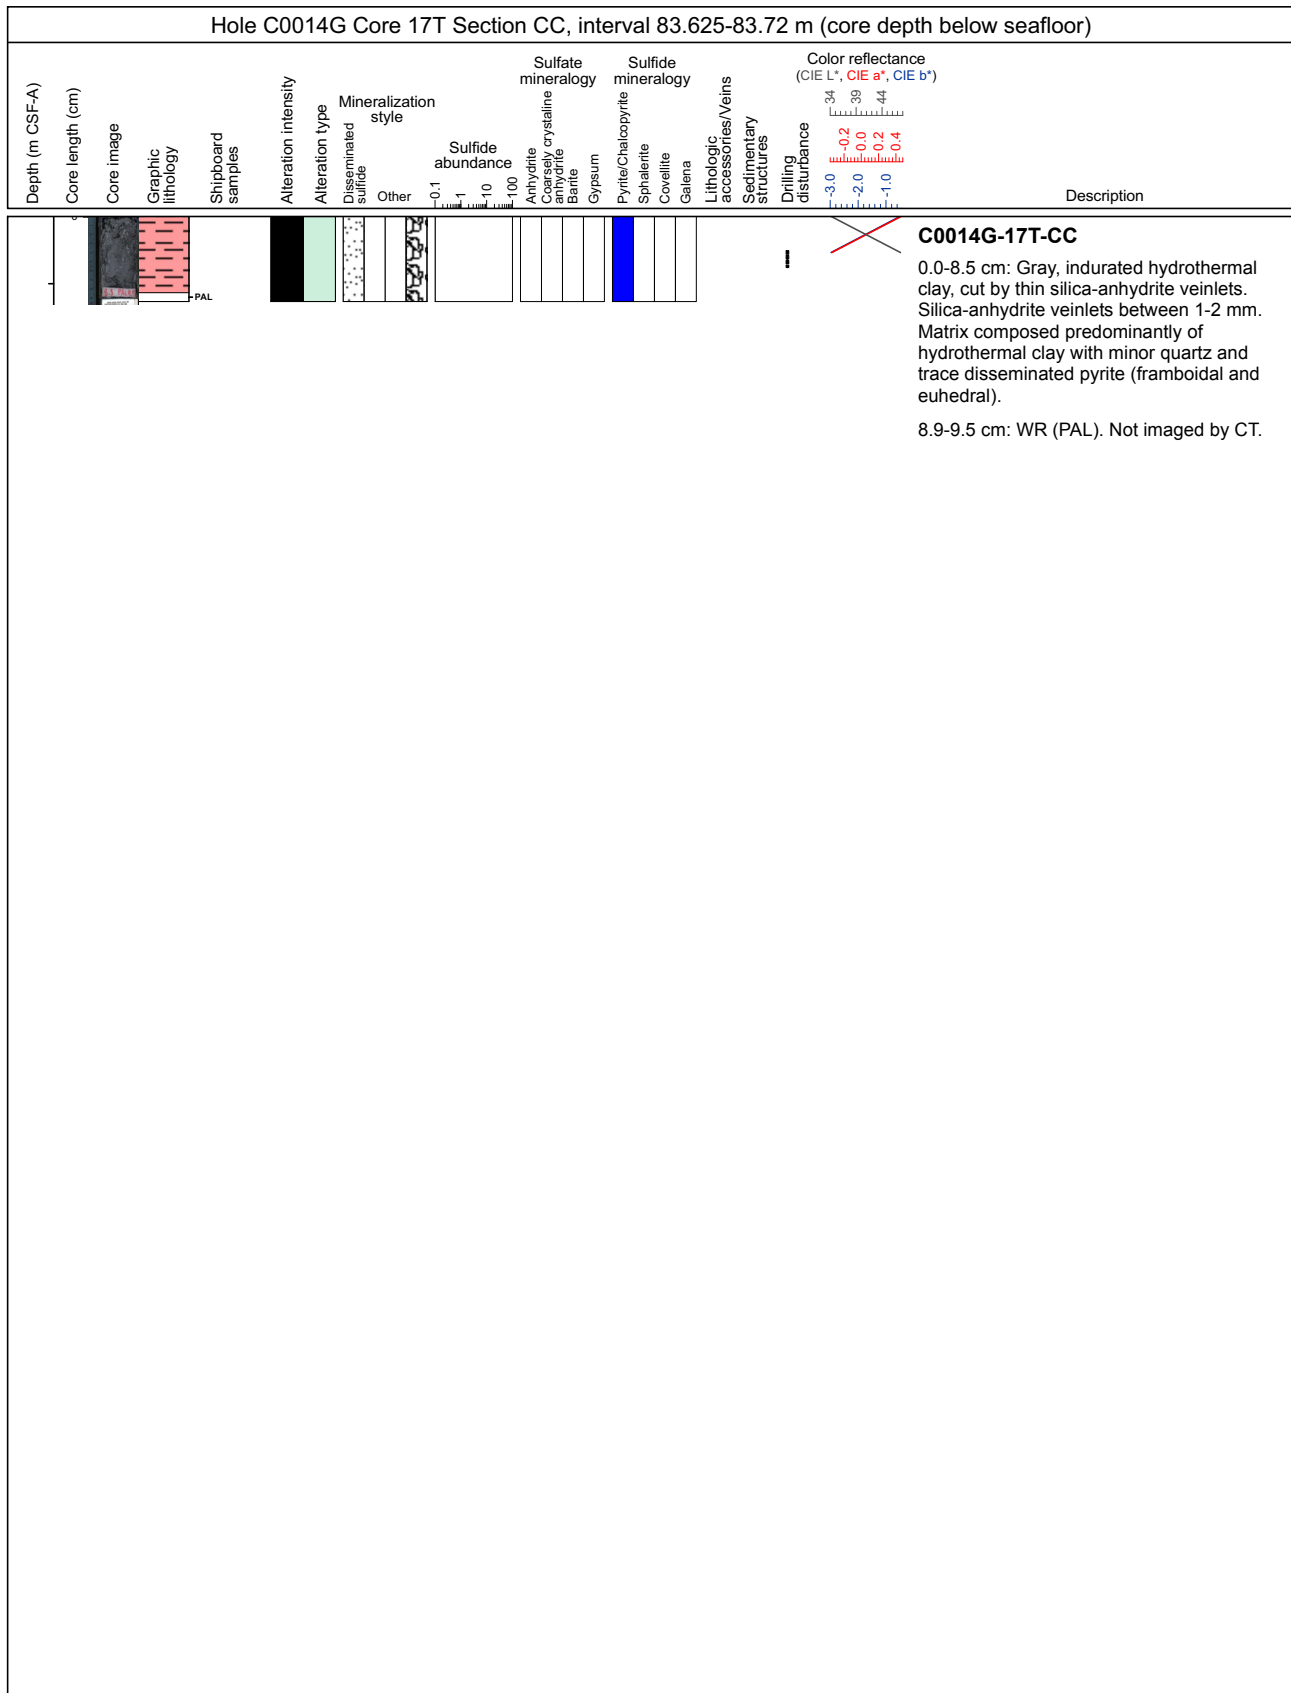 Hole C0014G Core 17T Section CC, interval 83.625-83.72 m (core depth below seafloor)
Depth (m CSF-A)
Core length (cm)
Core image
Graphic
lithology
Shipboard
samples
Alteration intensity
Alteration type
Mineralization
style
Disseminated
sulfide
Other
Sulfide
abundance
0.1
1
10
100
Sulfate
mineralogy
Anhydrite
Coarsely crystaline
anhydrite
Barite
Gypsum
Sulfide
mineralogy
Pyrite/Chalcopyrite
Sphalerite
Covellite
Galena
Lithologic
accessories/Veins
Sedimentary
structures
Drilling
disturbance
Color reflectance
(CIE L*, CIE a*, CIE b*)
34
39
44
-0.2
0.0
0.2
0.4
-3.0
-2.0
-1.0
Description
0
PAL
C0014G-17T-CC
0.0-8.5 cm: Gray, indurated hydrothermal
clay, cut by thin silica-anhydrite veinlets.
Silica-anhydrite veinlets between 1-2 mm.
Matrix composed predominantly of
hydrothermal clay with minor quartz and
trace disseminated pyrite (framboidal and
euhedral).
8.9-9.5 cm: WR (PAL). Not imaged by CT.